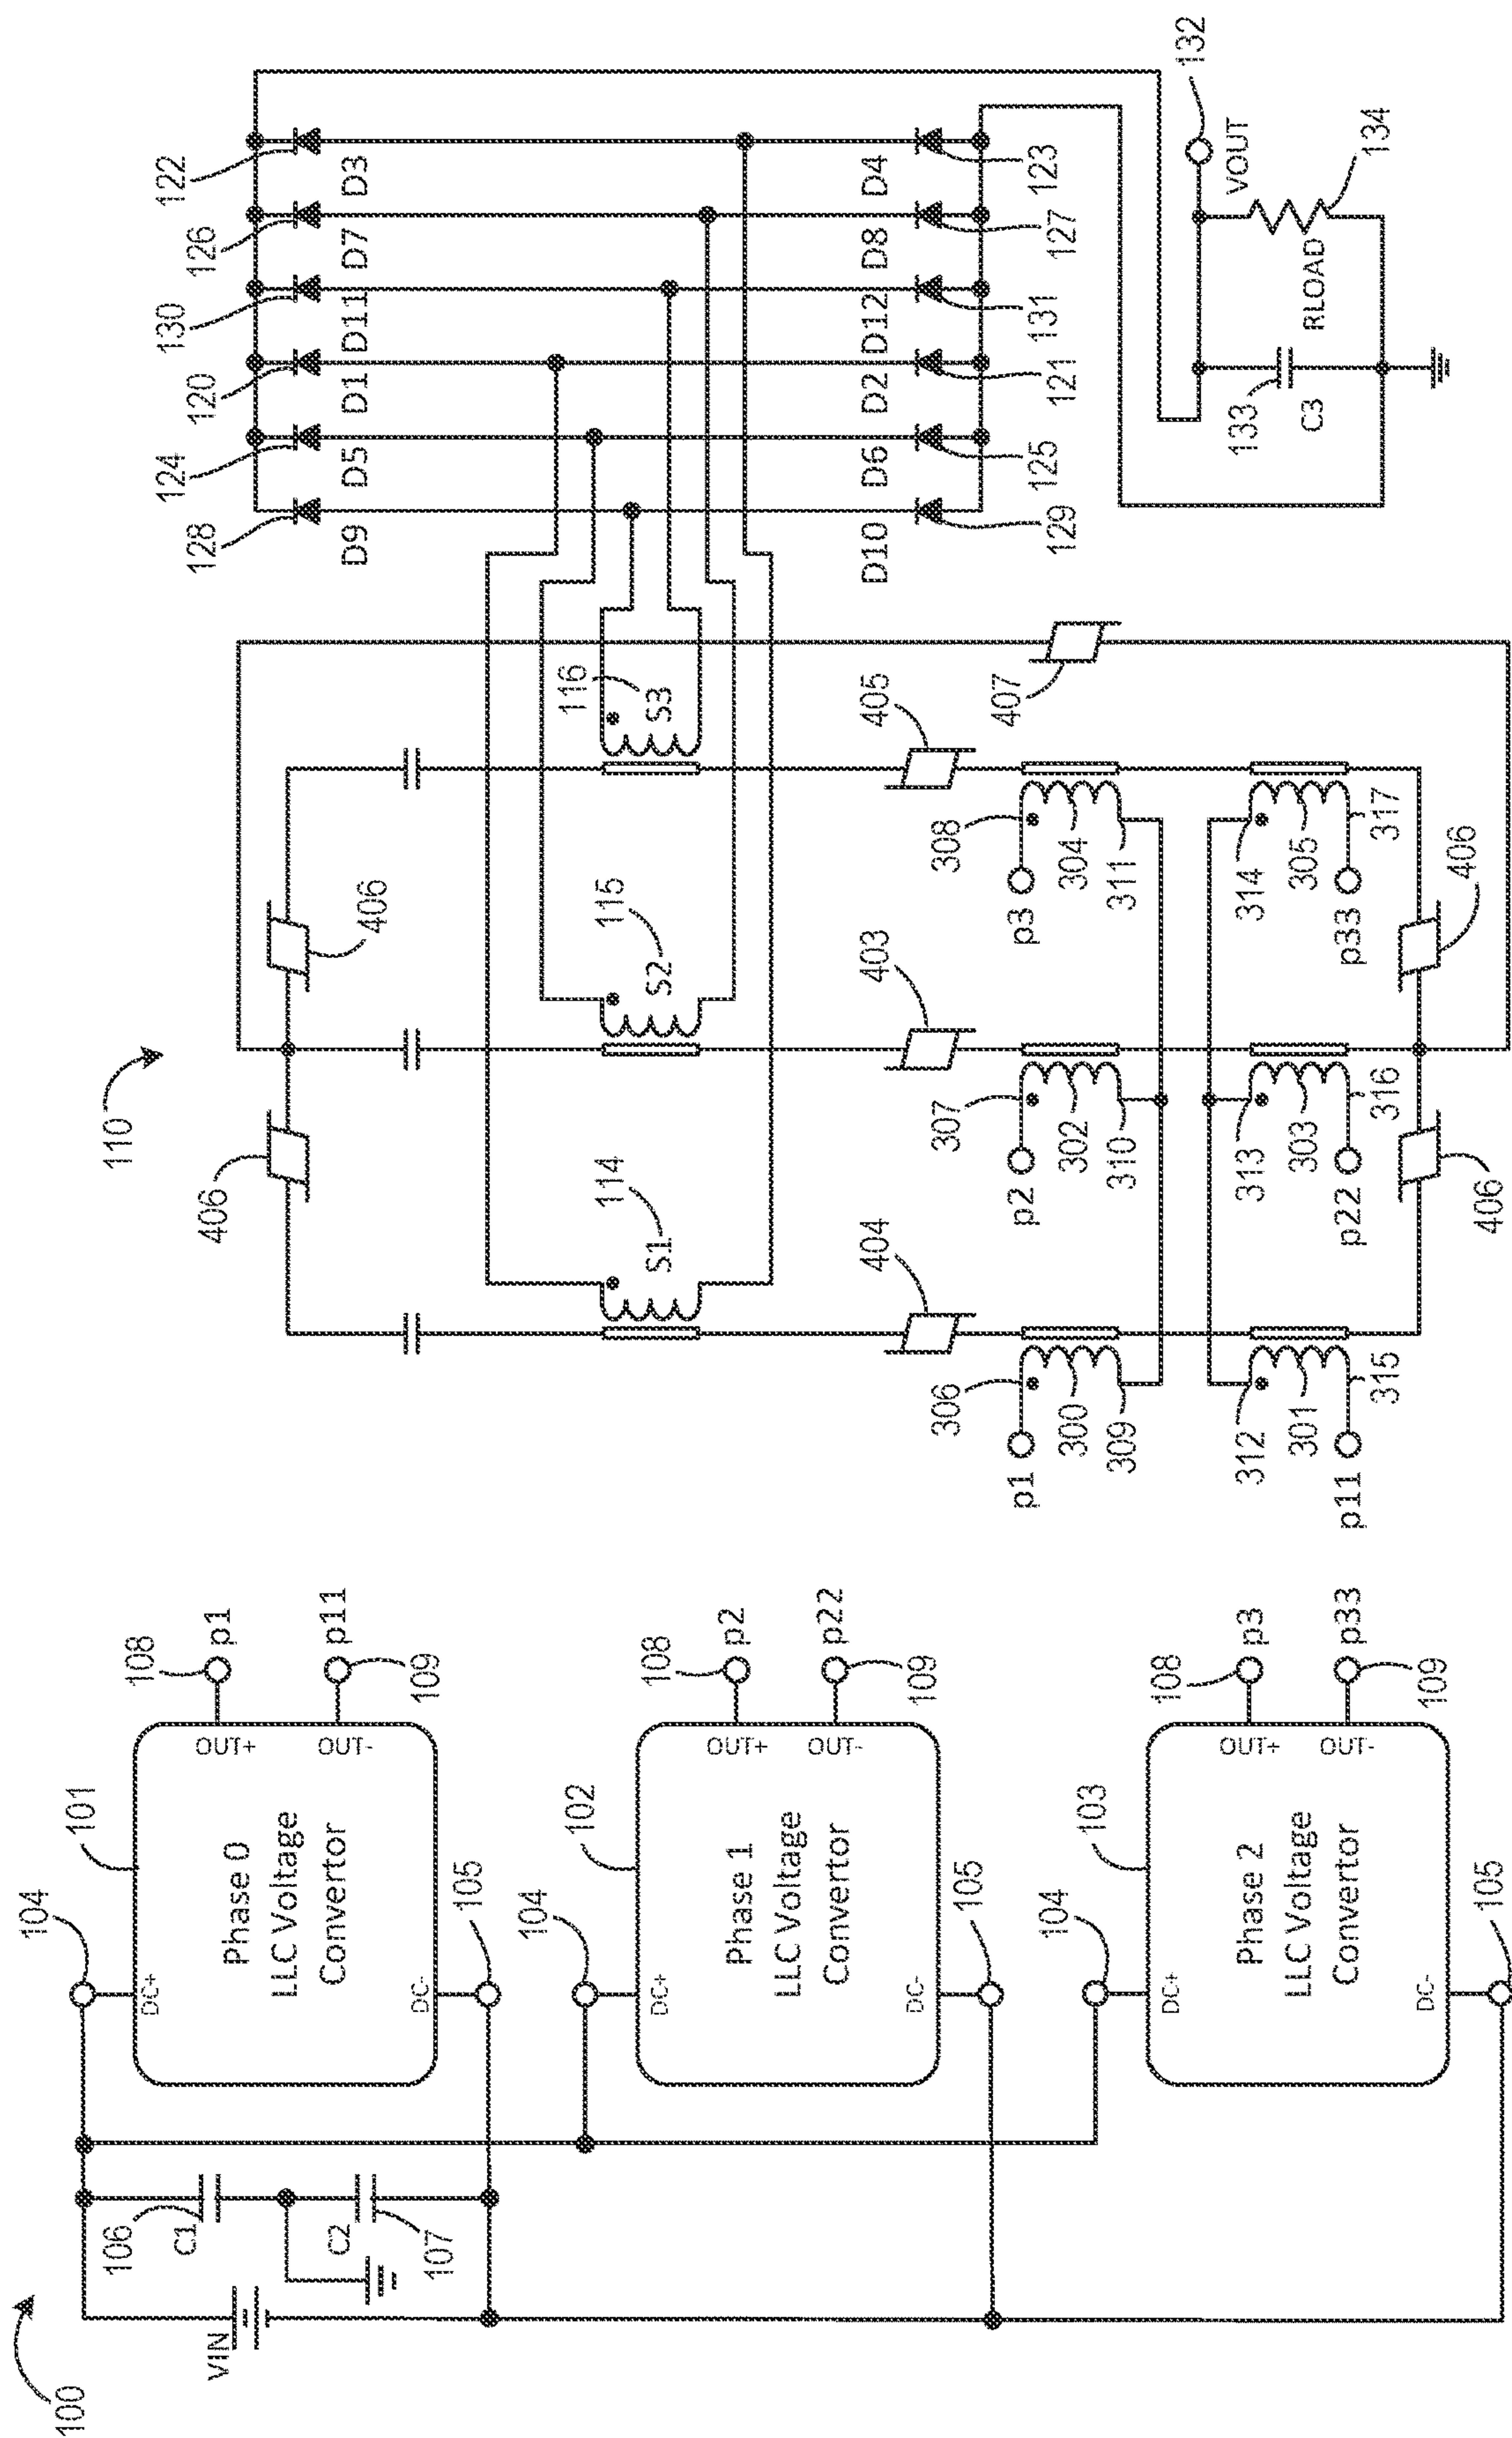 100
VIN
106
C1
C2
107
104
101
DC+
Phase 0
LLC Voltage
Convertor
DC-
OUT+
OUT-
108
p1
p11
109
105
104
102
DC+
Phase 1
LLC Voltage
Convertor
DC-
OUT+
OUT-
108
p2
p22
109
105
104
103
DC+
Phase 2
LLC Voltage
Convertor
DC-
OUT+
OUT-
108
p3
p33
109
105
110
406
406
114
S1
115
S2
116
S3
404
403
405
407
306
p1
300
309
307
p2
302
310
308
p3
304
311
312
301
p11
315
313
303
p22
316
314
305
p33
317
406
406
128
124
120
130
126
122
D9
D5
D1
D11
D7
D3
D10
D6
D2
D12
D8
D4
129
125
121
131
127
123
132
VOUT
133
C3
RLOAD
134